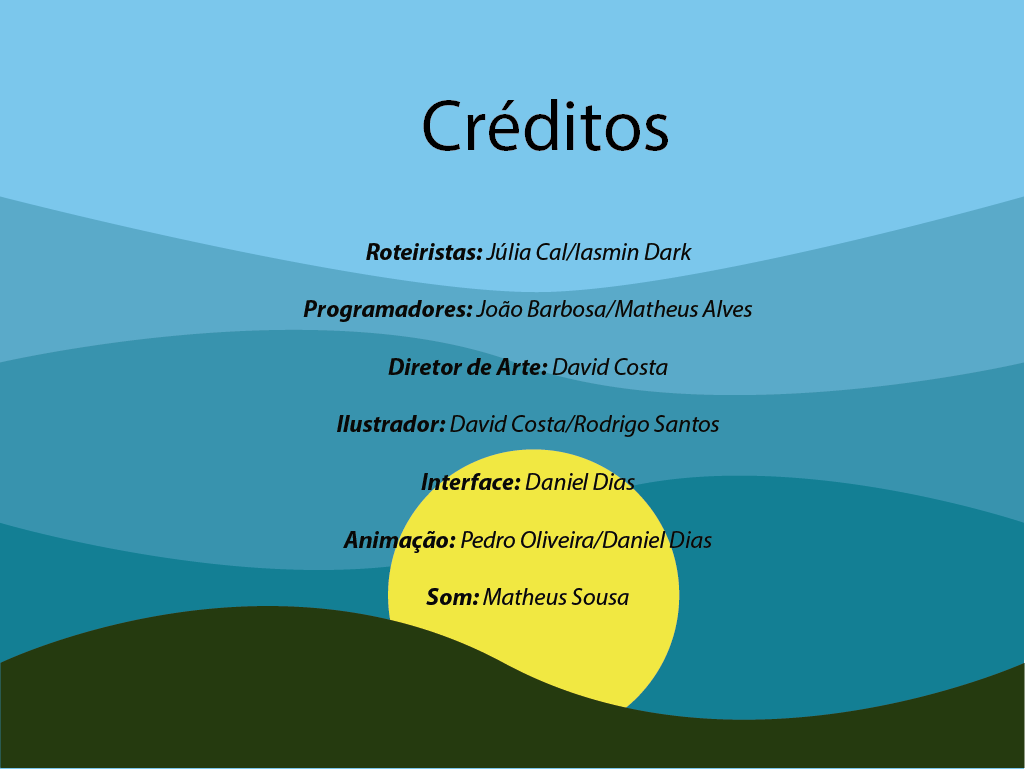 Créditos
Roteiristas: Júlia Cal/Iasmin Dark
Programadores: João Barbosa/Matheus Alves
Diretor de Arte: David Costa
Ilustrador: David Costa/Rodrigo Santos
Interface: Daniel Dias
Animação: Pedro Oliveira/Daniel Dias
Som: Matheus Sousa